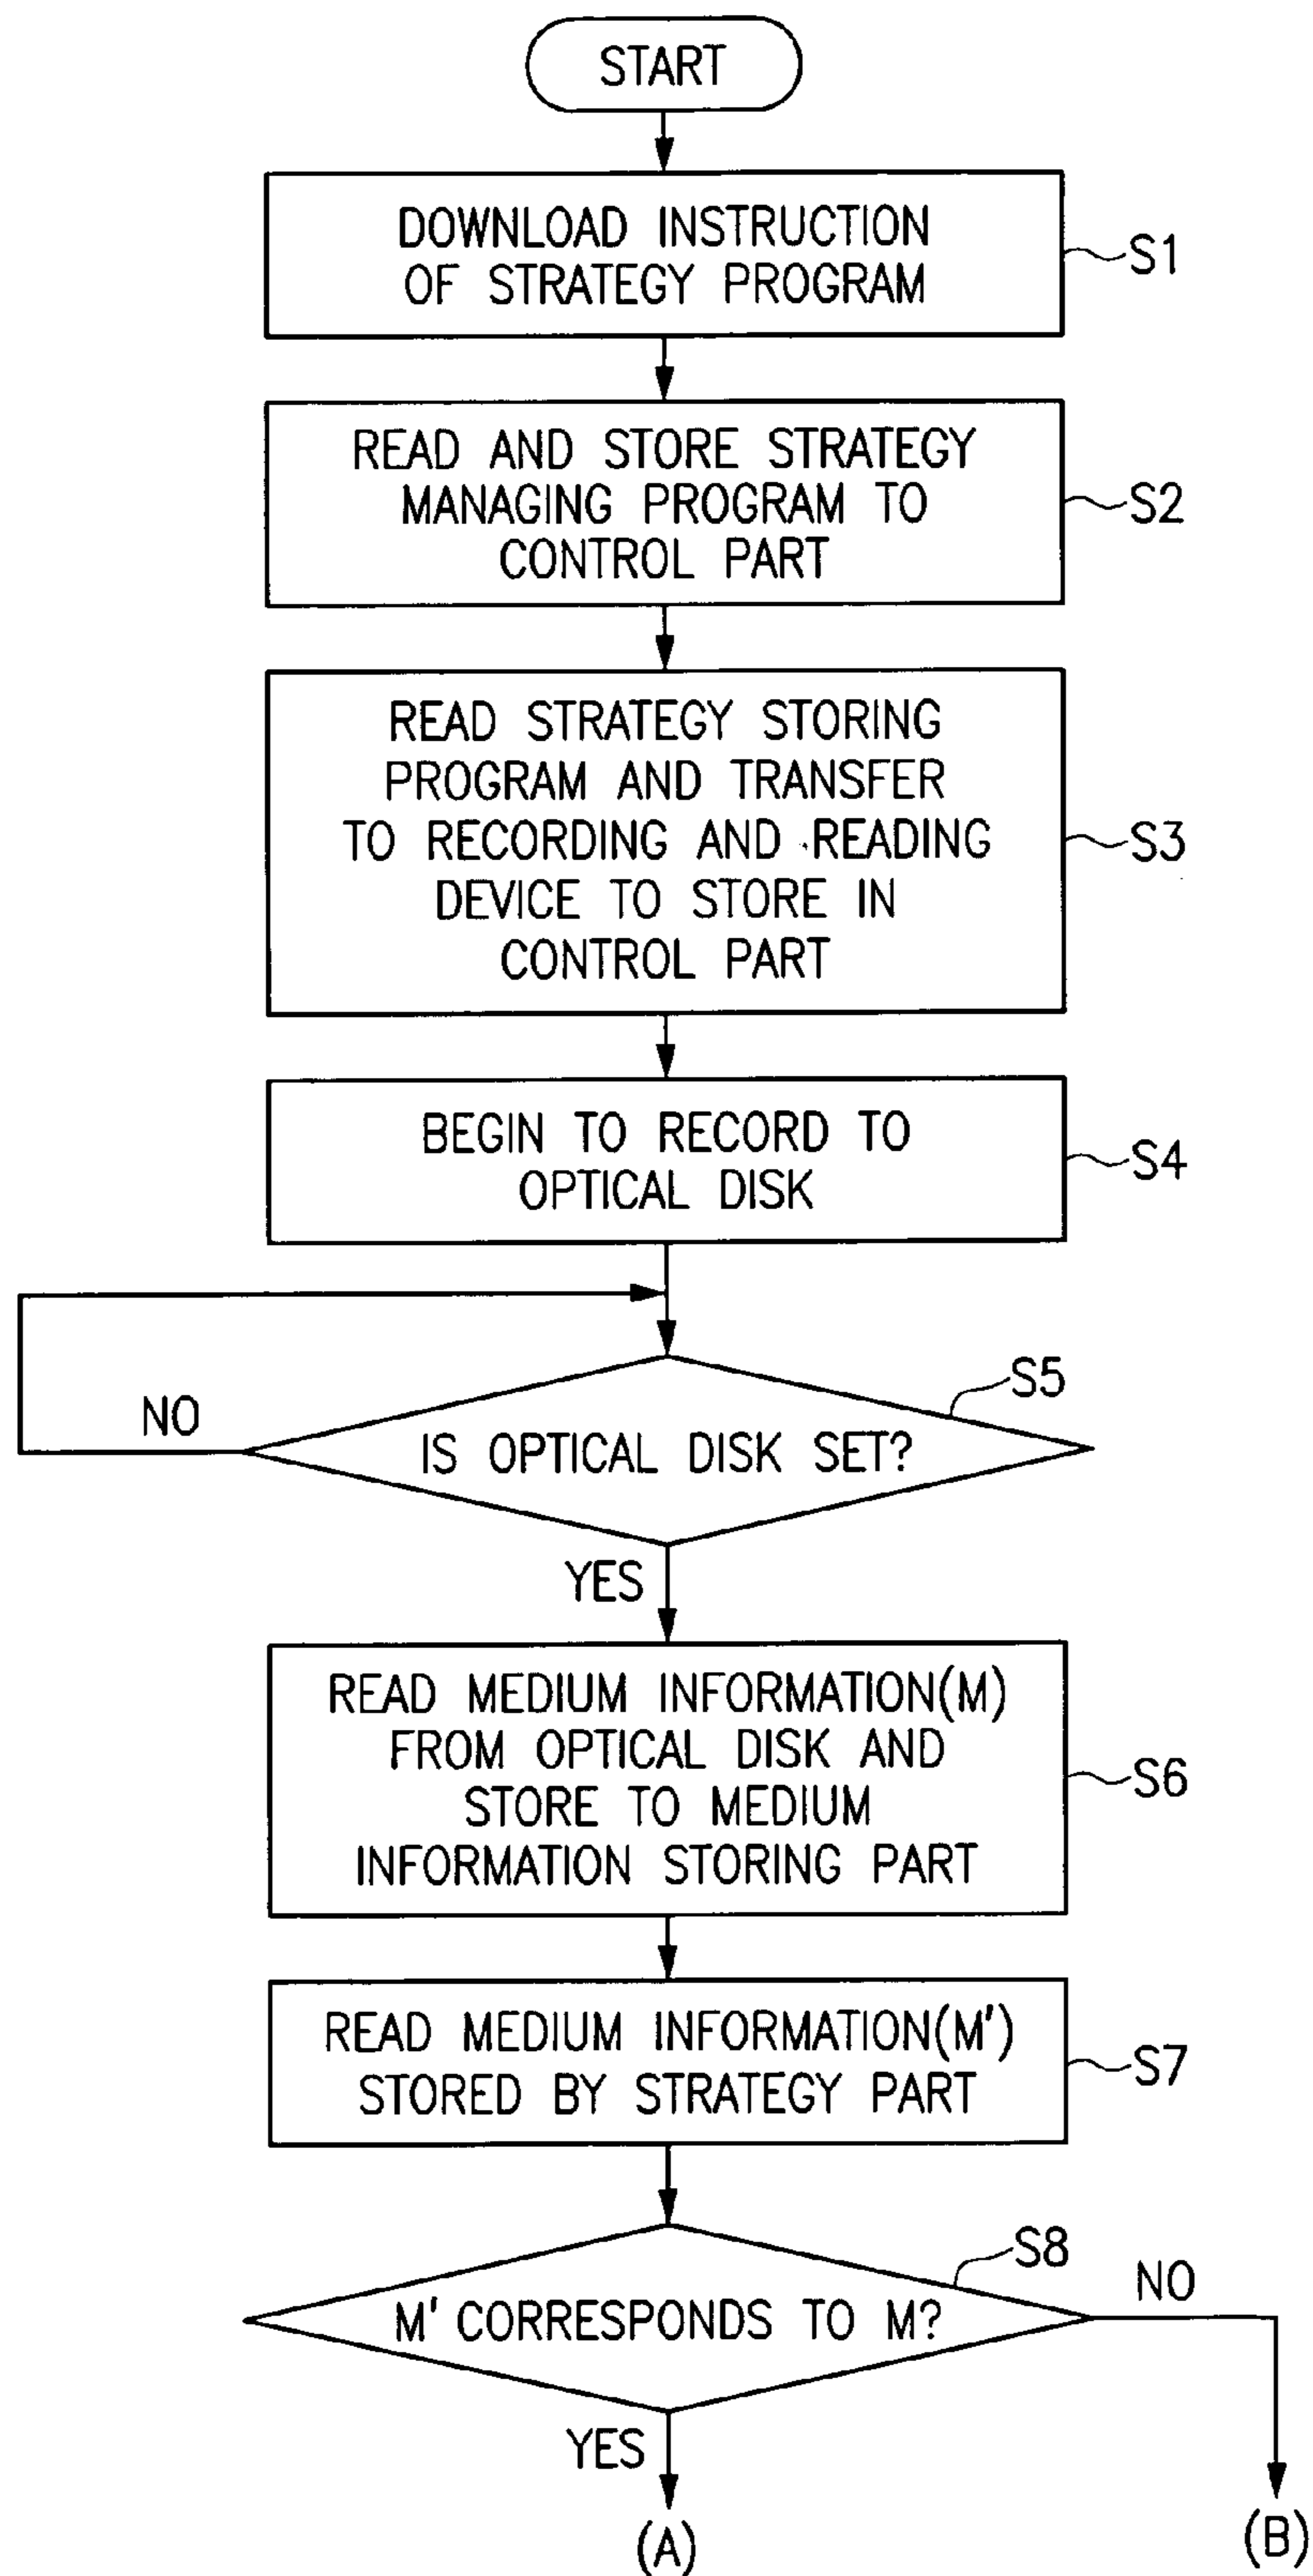 START
DOWNLOAD INSTRUCTION
OF STRATEGY PROGRAM
S1
READ AND STORE STRATEGY
MANAGING PROGRAM TO
CONTROL PART
S2
READ STRATEGY STORING
PROGRAM AND TRANSFER
TO RECORDING AND READING
DEVICE TO STORE IN
CONTROL PART
S3
BEGIN TO RECORD TO
OPTICAL DISK
S4
S5
NO
IS OPTICAL DISK SET?
YES
READ MEDIUM INFORMATION(M)
FROM OPTICAL DISK AND
STORE TO MEDIUM
INFORMATION STORING PART
S6
READ MEDIUM INFORMATION(M')
STORED BY STRATEGY PART
S7
S8
NO
M' CORRESPONDS TO M?
YES
(A)
(B)